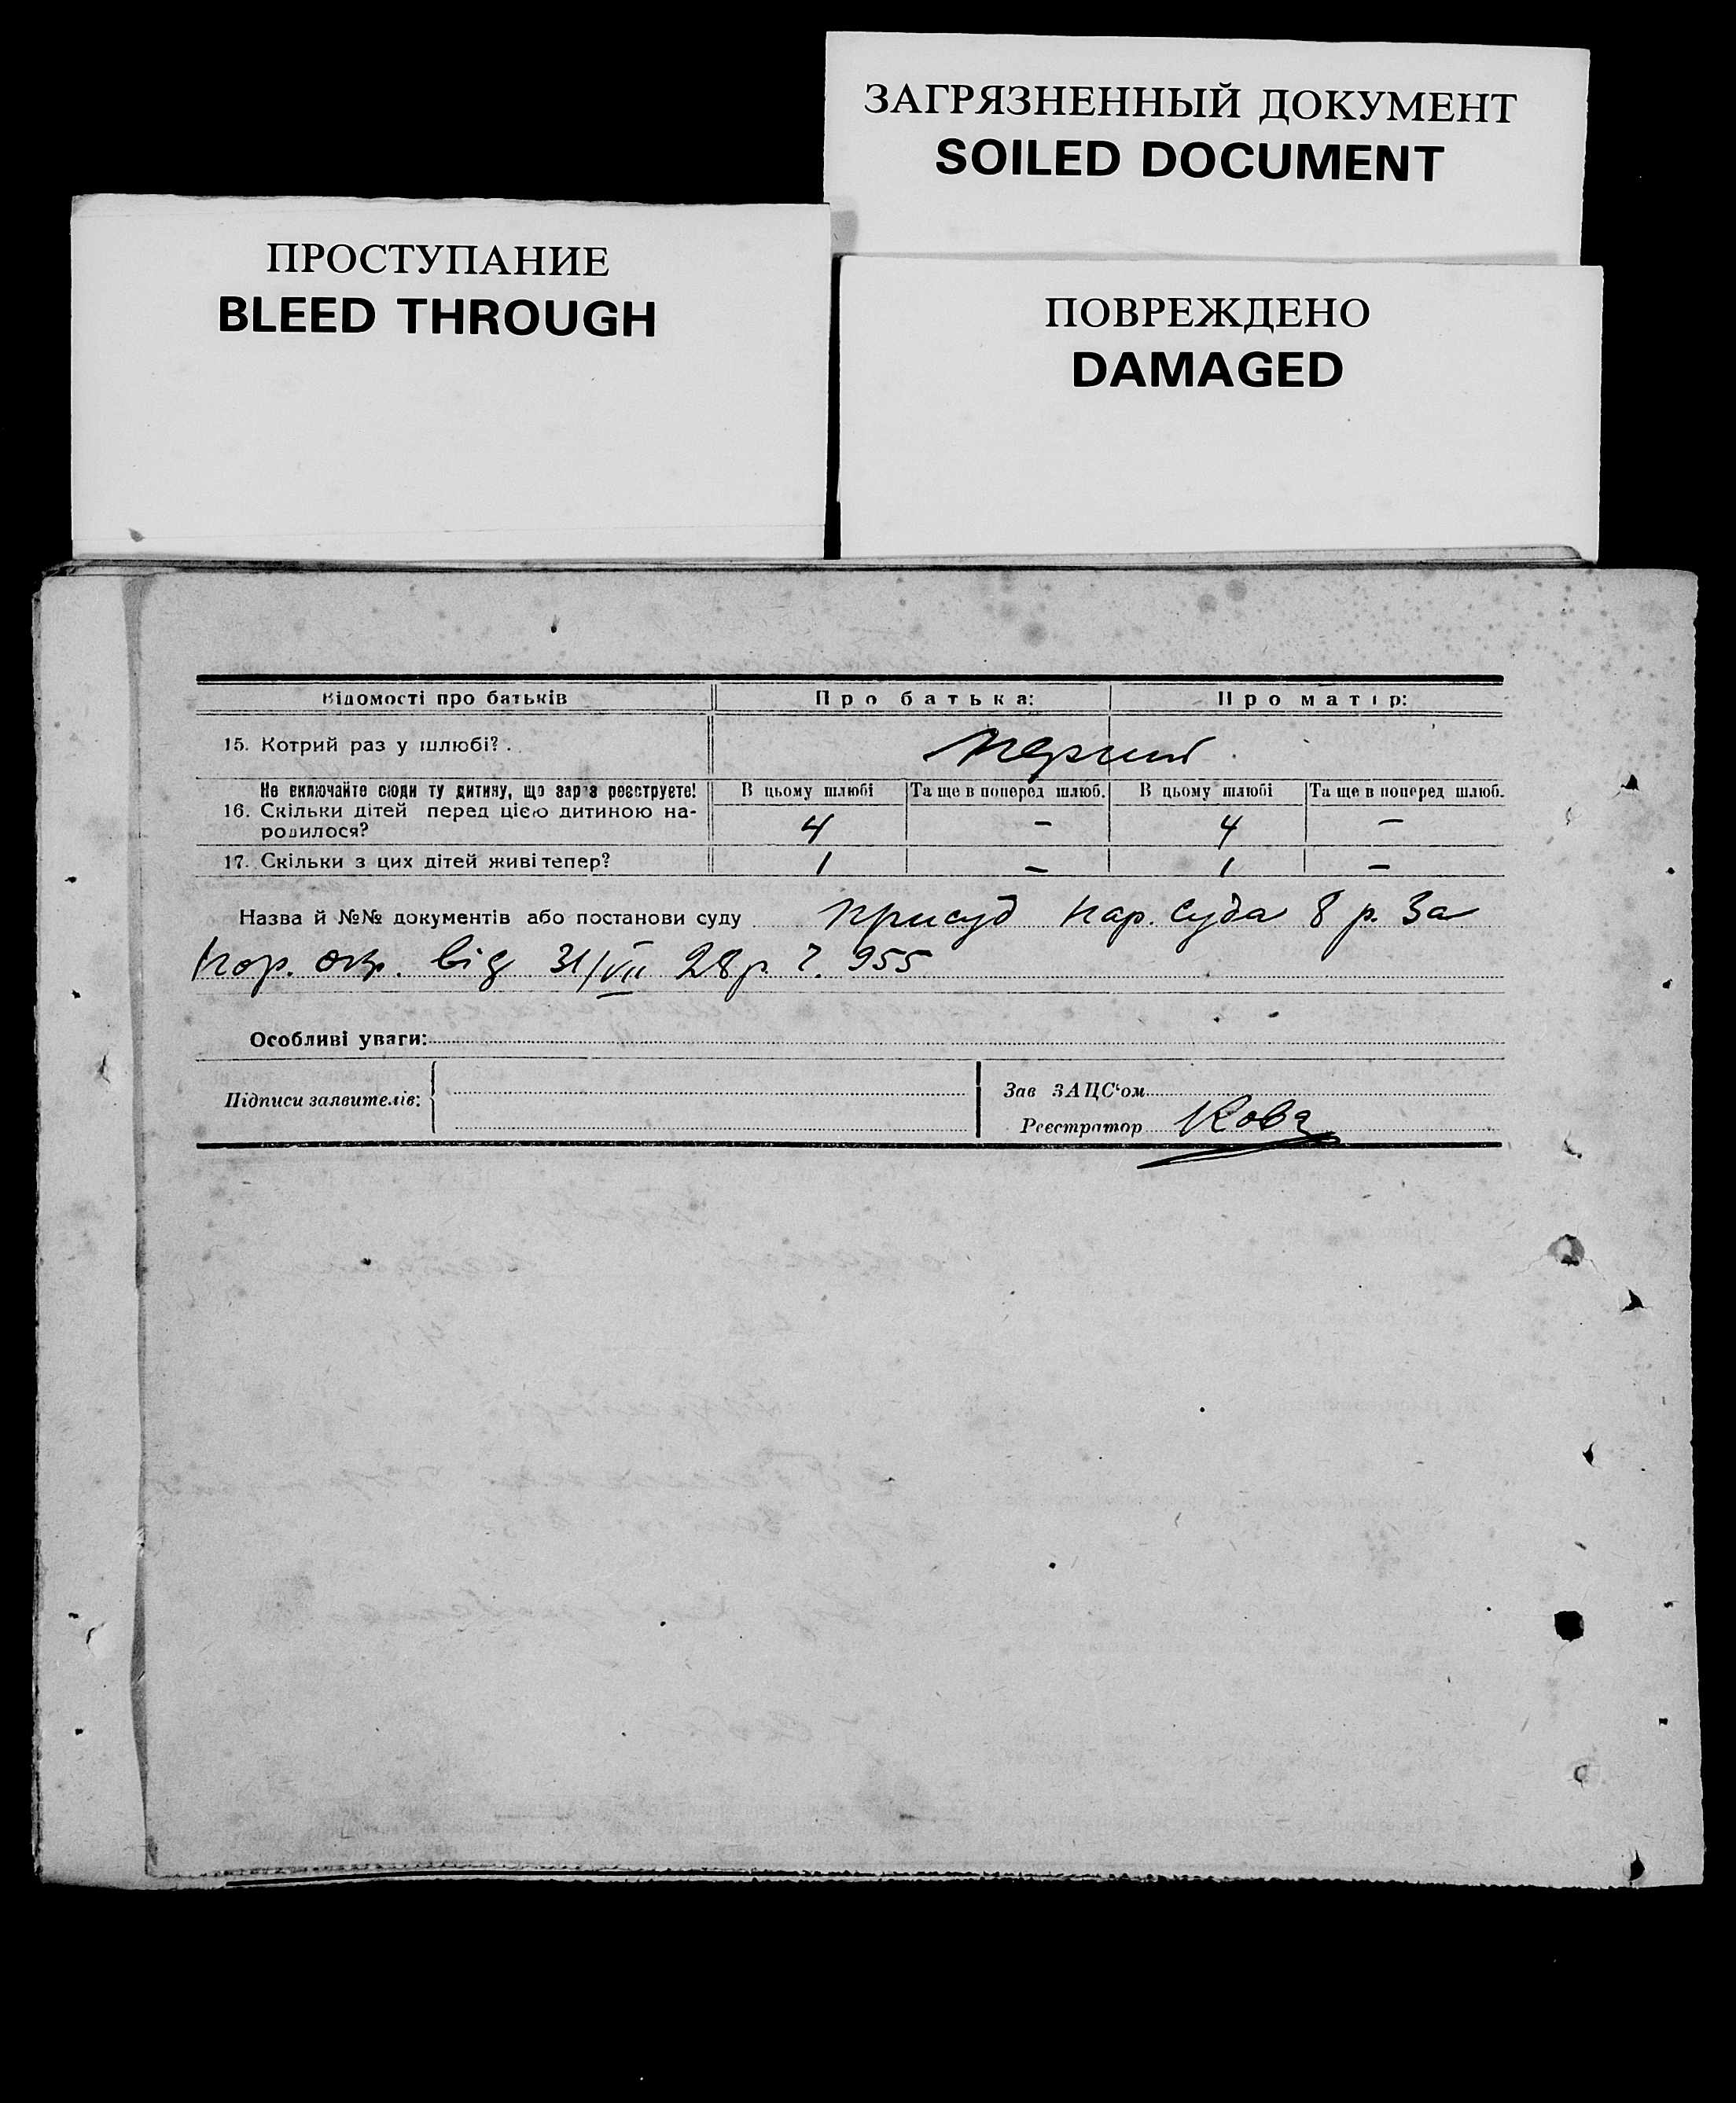 ЗАГРЯЗНЕННЫЙ ДОКУМЕНТ
SOILED DOCUMENT
ПРОСТУПАНИЕ
BLEED THROUGH
ПОВРЕЖДЕНО
DAMAGED
Відомості про батьків Про батька: Про матір:
15. Котрий раз у шлюбі? . перший
Не включайте сюди ту дитину, що зараз реєструєте! В цьому шлюбі Та ще в поперед шлюб. В цьому шлюбі Та ще в поперед шлюб.
16. Скільки дітей перед цією дитиною на-
родилося? 4 – 4 –
17. Скільки з цих дітей живі тепер? 1 – 1 –
Назва й №№ документів або постанови суду присуд нар. суда 8 р. За
пор. окр. від 31/VII 28 р. ч. 955
Особливі уваги:
Підписи заявителів:
Зав ЗАЦС'ом
Реєстратор